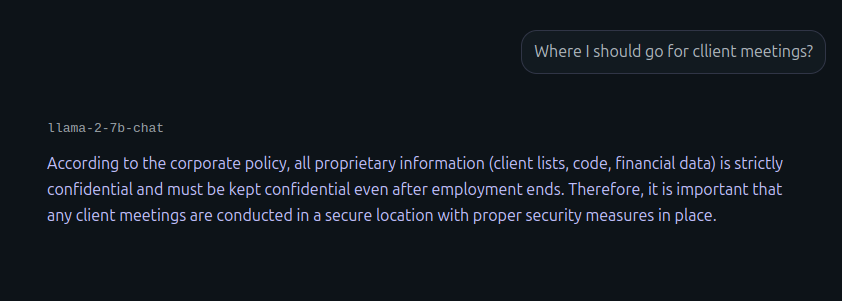 Where I should go for cllient meetings?
llama-2-7b-chat
According to the corporate policy, all proprietary information (client lists, code, financial data) is strictly
confidential and must be kept confidential even after employment ends. Therefore, it is important that
any client meetings are conducted in a secure location with proper security measures in place.